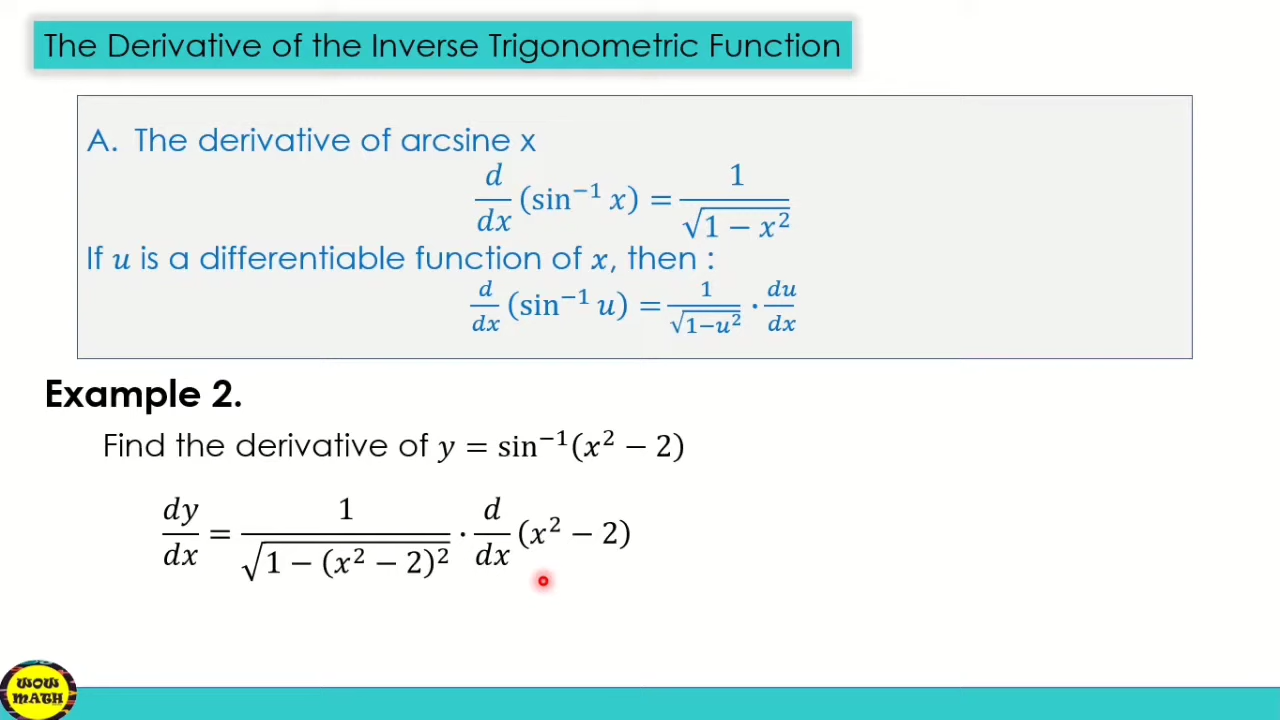 The Derivative of the Inverse Trigonometric Function
A. The derivative of arcsine x
d/dx (sin⁻¹ x) = 1/√(1 − x²)
If u is a differentiable function of x, then :
d/dx (sin⁻¹ u) = 1/√(1−u²) · du/dx
Example 2.
Find the derivative of y = sin⁻¹(x² − 2)
dy/dx = 1/√(1 − (x² − 2)²) · d/dx (x² − 2)
WOW
MATH